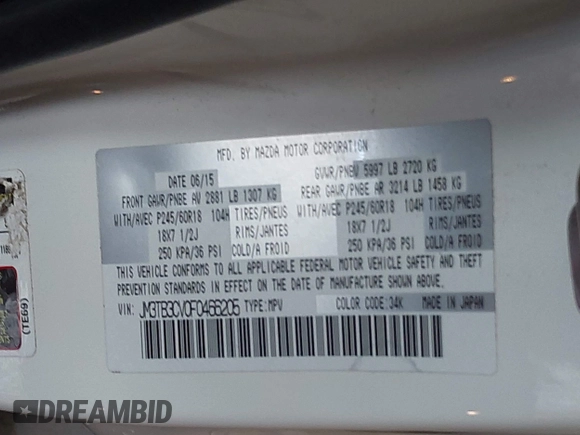 MFD. BY MAZDA MOTOR CORPORATION
DATE 06/15
GVWR/PNBV 5997 LB 2720 KG
FRONT GAWR/PNBE AV 2881 LB 1307 KG
REAR GAWR/PNBE AR 3214 LB 1458 KG
WITH/AVEC P245/60R18 104H TIRES/PNEUS
WITH/AVEC P245/60R18 104H TIRES/PNEUS
18X7 1/2J RIMS/JANTES
18X7 1/2J RIMS/JANTES
250 KPA/36 PSI COLD/A FROID
250 KPA/36 PSI COLD/A FROID
THIS VEHICLE CONFORMS TO ALL APPLICABLE FEDERAL MOTOR VEHICLE SAFETY AND THEFT
PREVENTION STANDARDS IN EFFECT ON THE DATE OF MANUFACTURE SHOWN ABOVE.
VIN: JM3TB3CV0F0466205 TYPE:MPV COLOR CODE:34K MADE IN JAPAN
(TE69)
DREAMBID